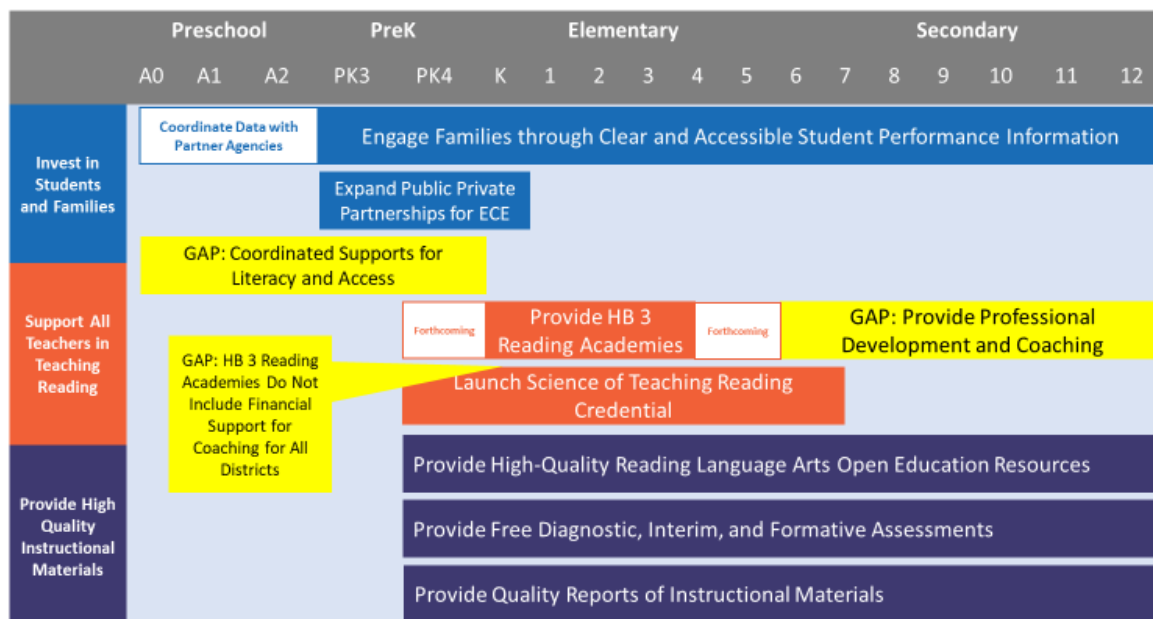 Preschool PreK Elementary Secondary
A0 A1 A2 PK3 PK4 K 1 2 3 4 5 6 7 8 9 10 11 12
Invest in
Students
and Families
Coordinate Data with
Partner Agencies
Engage Families through Clear and Accessible Student Performance Information
Expand Public Private
Partnerships for ECE
GAP: Coordinated Supports for
Literacy and Access
Support All
Teachers in
Teaching
Reading
Forthcoming
Provide HB 3
Reading Academies
Forthcoming
GAP: Provide Professional
Development and Coaching
GAP: HB 3 Reading
Academies Do Not
Include Financial
Support for
Coaching for All
Districts
Launch Science of Teaching Reading
Credential
Provide High
Quality
Instructional
Materials
Provide High-Quality Reading Language Arts Open Education Resources
Provide Free Diagnostic, Interim, and Formative Assessments
Provide Quality Reports of Instructional Materials